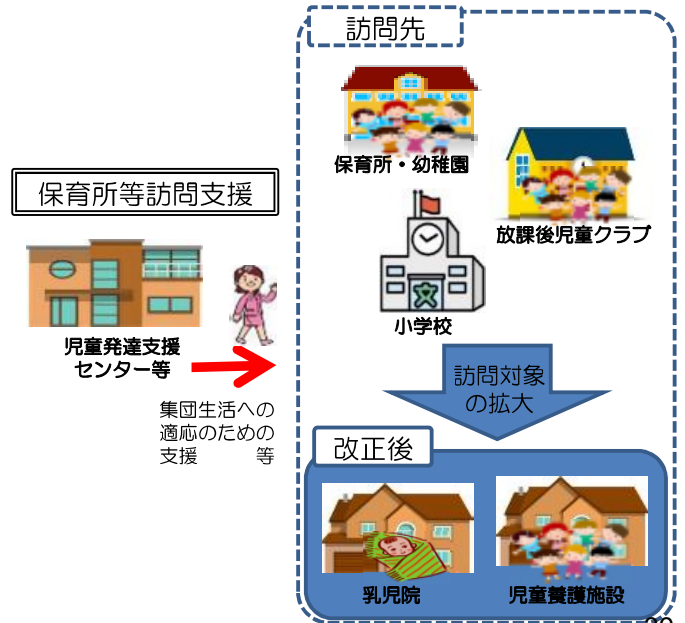 訪問先
保育所・幼稚園
放課後児童クラブ
小学校
保育所等訪問支援
児童発達支援
センター等
集団生活への
適応のための
支援　　　等
訪問対象
の拡大
改正後
乳児院
児童養護施設